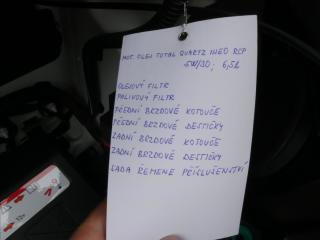 MOT. OLEJ TOTAL QUARTZ INEO RCP
5W/30, 6,5L
OLEJOVÝ FILTR
PALIVOVÝ FILTR
PŘEDNÍ BRZDOVÉ KOTOUČE
PŘEDNÍ BRZDOVÉ DESTIČKY
ZADNÍ BRZDOVÉ KOTOUČE
ZADNÍ BRZDOVÉ DESTIČKY
SADA ŘEMENE PŘÍSLUŠENSTVÍ